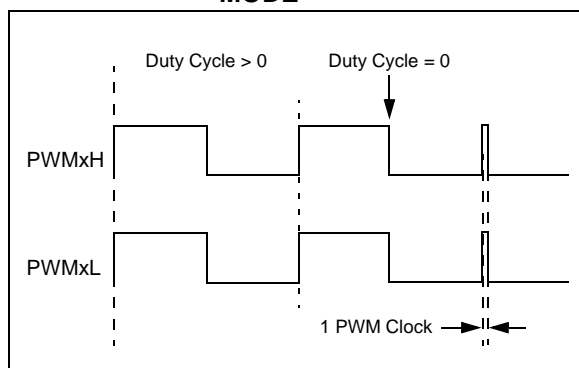 MODE
Duty Cycle > 0
Duty Cycle = 0
PWMxH
PWMxL
1 PWM Clock